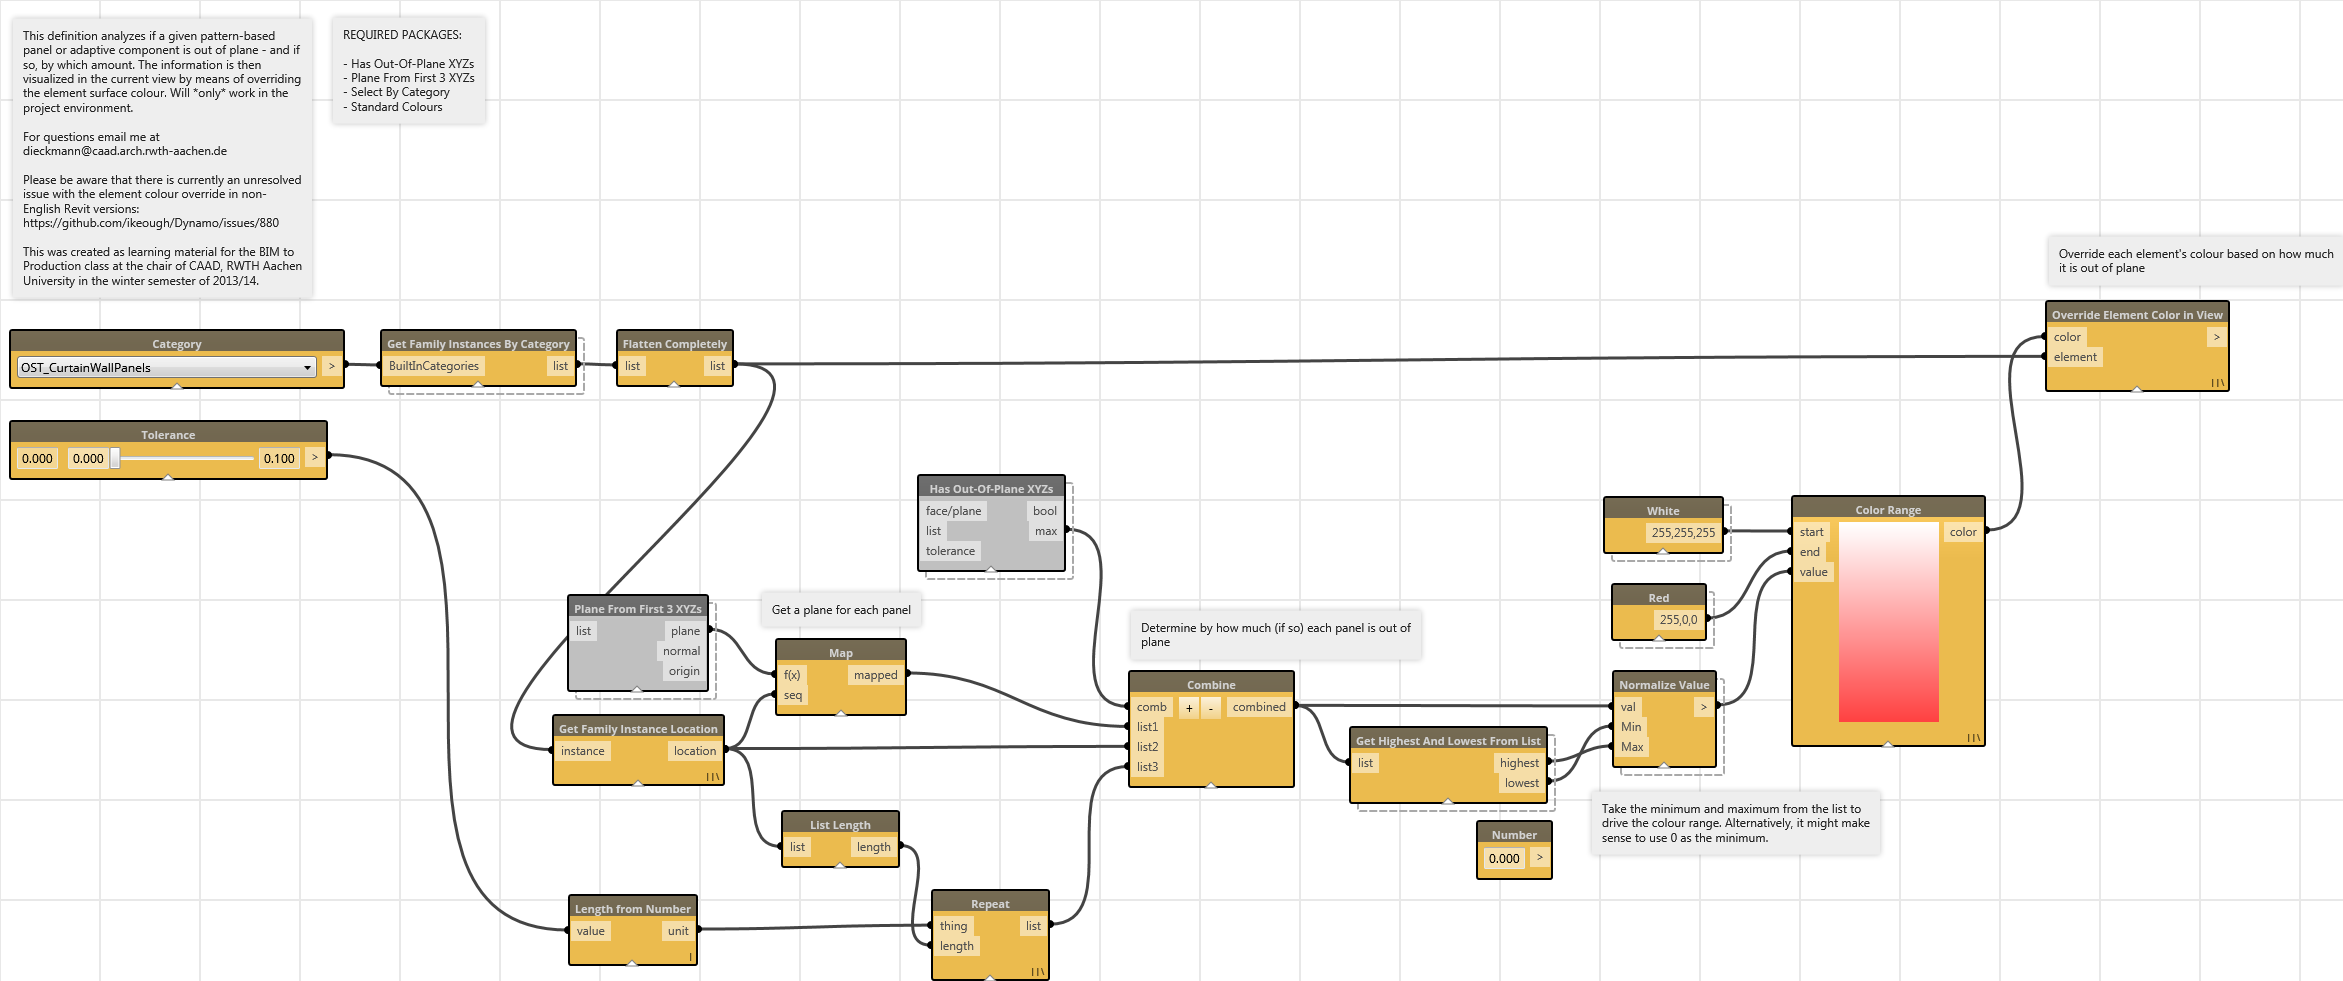 This definition analyzes if a given pattern-based
panel or adaptive component is out of plane - and if
so, by which amount. The information is then
visualized in the current view by means of overriding
the element surface colour. Will *only* work in the
project environment.
For questions email me at
dieckmann@caad.arch.rwth-aachen.de
Please be aware that there is currently an unresolved
issue with the element colour override in non-
English Revit versions:
https://github.com/ikeough/Dynamo/issues/880
This was created as learning material for the BIM to
Production class at the chair of CAAD, RWTH Aachen
University in the winter semester of 2013/14.
REQUIRED PACKAGES:
- Has Out-Of-Plane XYZs
- Plane From First 3 XYZs
- Select By Category
- Standard Colours
Override each element's colour based on how much
it is out of plane
Override Element Color in View
color >
element
Category
OST_CurtainWallPanels >
Get Family Instances By Category
BuiltInCategories list
Flatten Completely
list list
Tolerance
0.000 0.000 0.100 >
Has Out-Of-Plane XYZs
face/plane bool
list max
tolerance
White
255,255,255
Color Range
start color
end
value
Red
255,0,0
Plane From First 3 XYZs
list plane
normal
origin
Get a plane for each panel
Map
f(x) mapped
seq
Determine by how much (if so) each panel is out of
plane
Combine
comb + - combined
list1
list2
list3
Normalize Value
val >
Min
Max
Get Family Instance Location
instance location
Get Highest And Lowest From List
list highest
lowest
Take the minimum and maximum from the list to
drive the colour range. Alternatively, it might make
sense to use 0 as the minimum.
List Length
list length
Number
0.000 >
Length from Number
value unit
Repeat
thing list
length